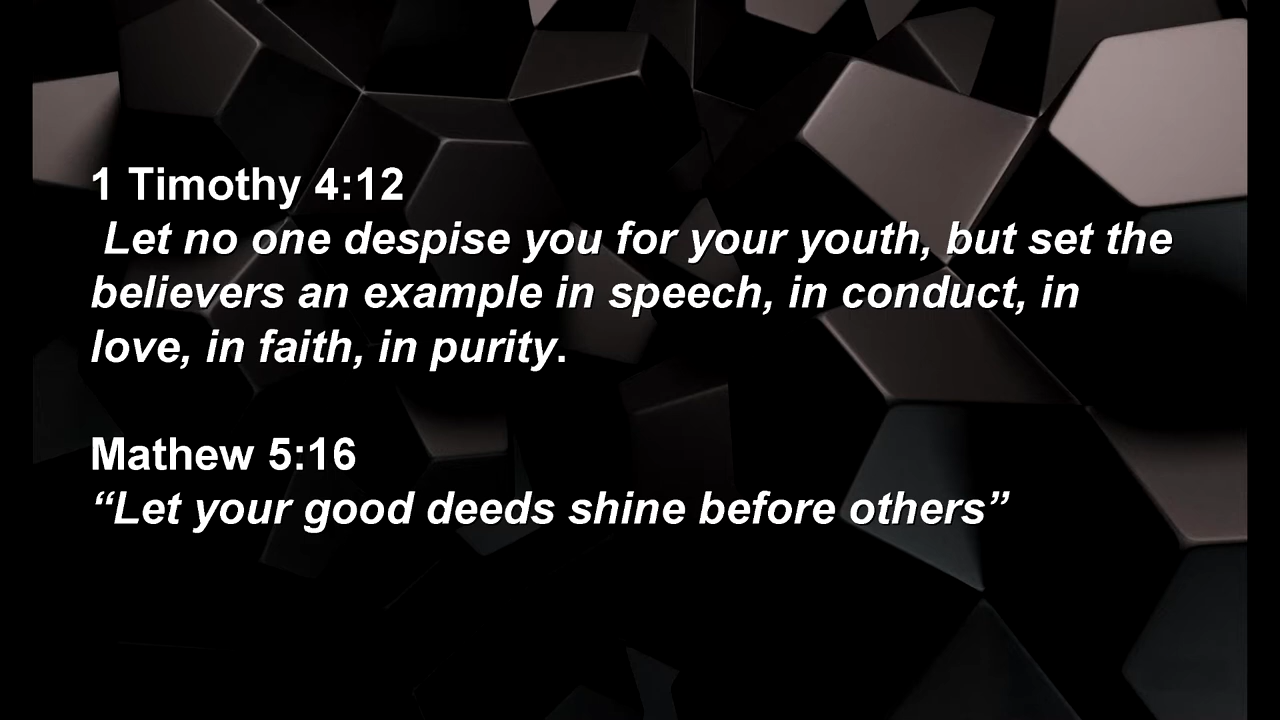 1 Timothy 4:12
Let no one despise you for your youth, but set the
believers an example in speech, in conduct, in
love, in faith, in purity.
Mathew 5:16
“Let your good deeds shine before others”